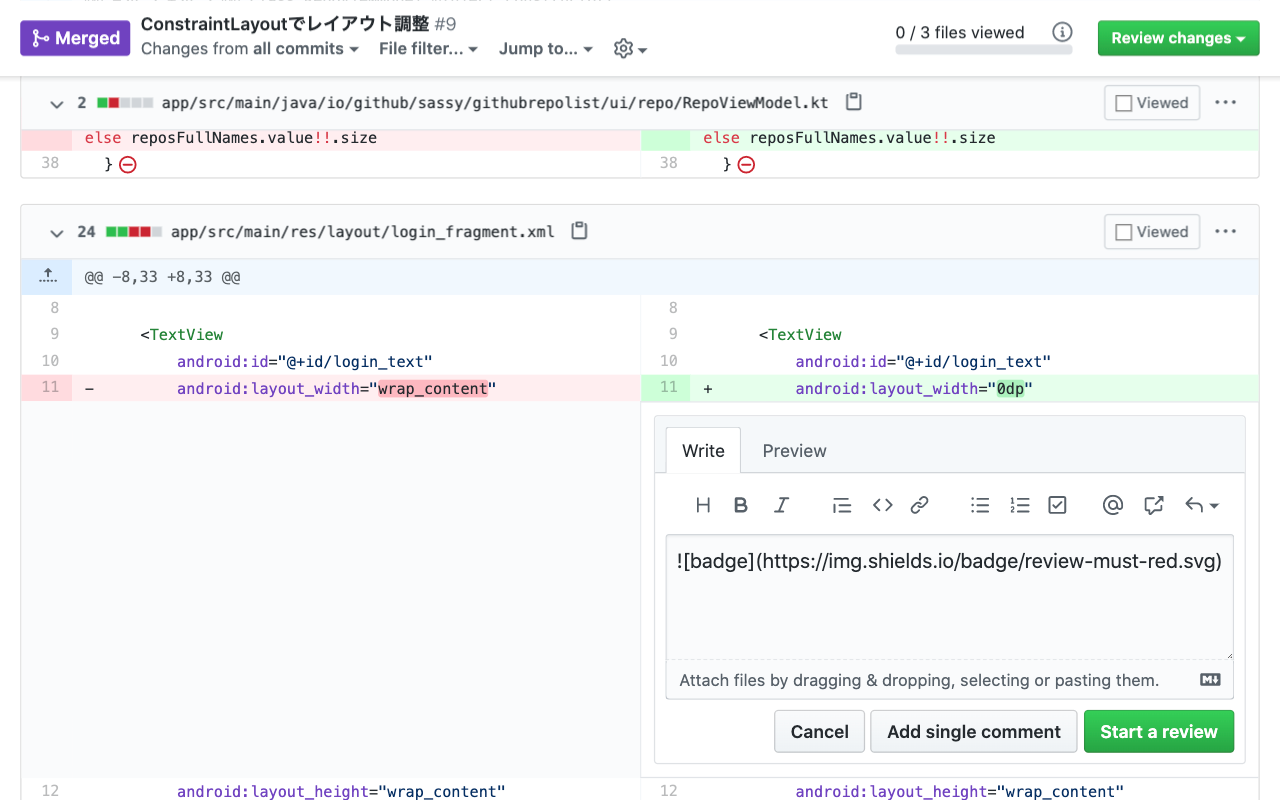 Merged
ConstraintLayoutでレイアウト調整 #9
Changes from all commits
File filter...
Jump to...
0 / 3 files viewed
Review changes
2 app/src/main/java/io/github/sassy/githubrepolist/ui/repo/RepoViewModel.kt
Viewed
else reposFullNames.value!!.size
else reposFullNames.value!!.size
38 }
38 }
24 app/src/main/res/layout/login_fragment.xml
Viewed
@@ -8,33 +8,33 @@
8
8
9 <TextView
9 <TextView
10 android:id="@+id/login_text"
10 android:id="@+id/login_text"
11 - android:layout_width="wrap_content"
11 + android:layout_width="0dp"
Write
Preview
![badge](https://img.shields.io/badge/review-must-red.svg)
Attach files by dragging & dropping, selecting or pasting them.
Cancel
Add single comment
Start a review
12 android:layout_height="wrap_content"
12 android:layout_height="wrap_content"